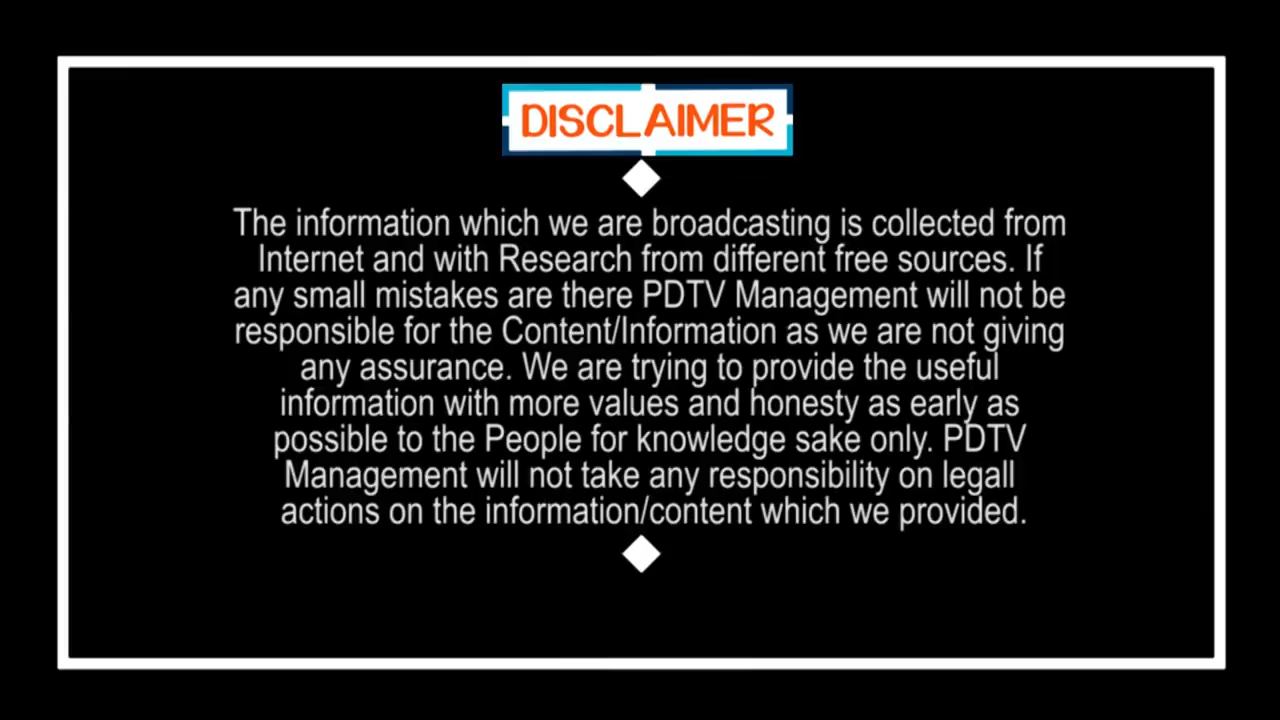 DISCLAIMER
The information which we are broadcasting is collected from
Internet and with Research from different free sources. If
any small mistakes are there PDTV Management will not be
responsible for the Content/Information as we are not giving
any assurance. We are trying to provide the useful
information with more values and honesty as early as
possible to the People for knowledge sake only. PDTV
Management will not take any responsibility on legall
actions on the information/content which we provided.